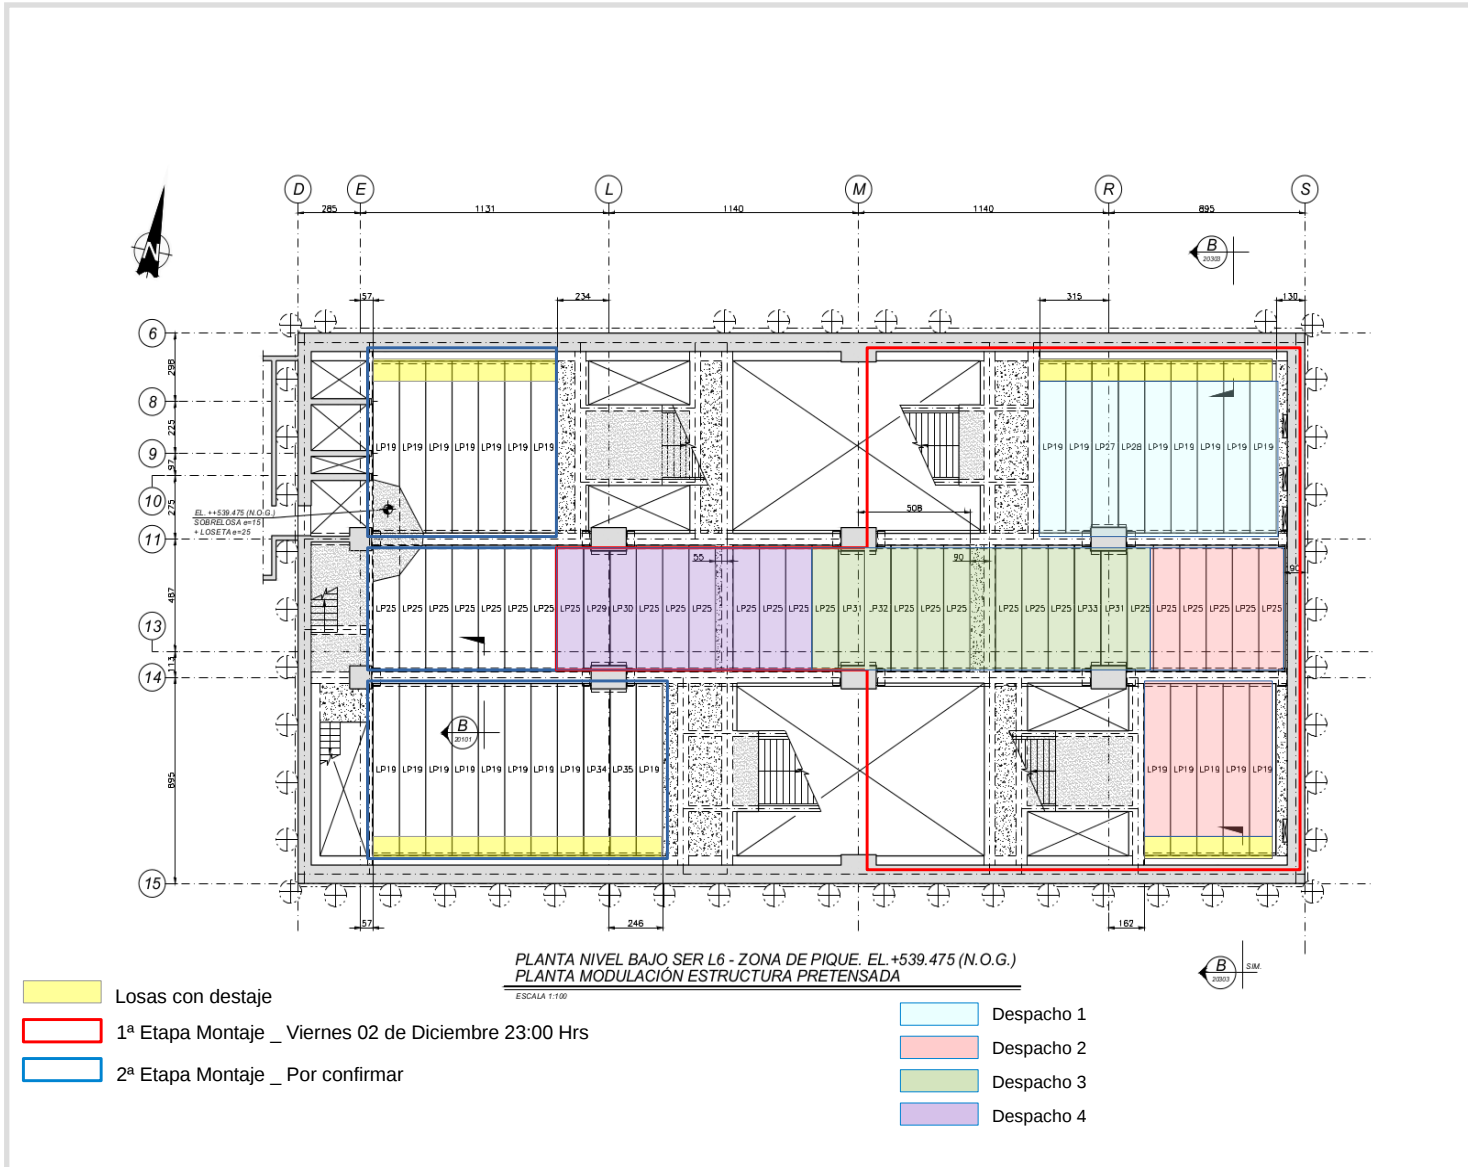 D E L M R S
285 1131 1140 1140 895
N
B
20303
57 234 315 130
6
298
8
225
9
97
10
275
11
487
13
113
14
895
15
LP19 LP19 LP19 LP19 LP19 LP19 LP19
LP19 LP19 LP27 LP28 LP19 LP19 LP19 LP19 LP19
EL. ++539.475 (N.O.G.)
SOBRELOSA e=15
+ LOSETA e=25
508
55 90 90
LP25 LP25 LP25 LP25 LP25 LP25 LP25 LP25 LP29 LP30 LP25 LP25 LP25 LP25 LP25 LP25 LP25 LP31 LP32 LP25 LP25 LP25 LP25 LP25 LP25 LP33 LP31 LP25 LP25 LP25 LP25 LP25 LP25
B
20101
LP19 LP19 LP19 LP19 LP19 LP19 LP19 LP19 LP34 LP35 LP19
LP19 LP19 LP19 LP19 LP19
57 246 162
PLANTA NIVEL BAJO SER L6 - ZONA DE PIQUE. EL.+539.475 (N.O.G.)
PLANTA MODULACIÓN ESTRUCTURA PRETENSADA
ESCALA 1:100
B
20303
SIM.
Losas con destaje
1ª Etapa Montaje _ Viernes 02 de Diciembre 23:00 Hrs
2ª Etapa Montaje _ Por confirmar
Despacho 1
Despacho 2
Despacho 3
Despacho 4